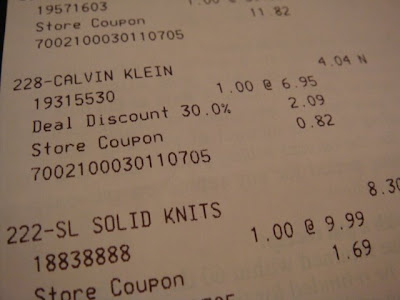 19571603 1.00 @
Store Coupon 11.82
7002100030110705
228-CALVIN KLEIN 4.04 N
19315530 1.00 @ 6.95
Deal Discount 30.0% 2.09
Store Coupon 0.82
7002100030110705
222-SL SOLID KNITS 8.30
18838888 1.00 @ 9.99
Store Coupon 1.69